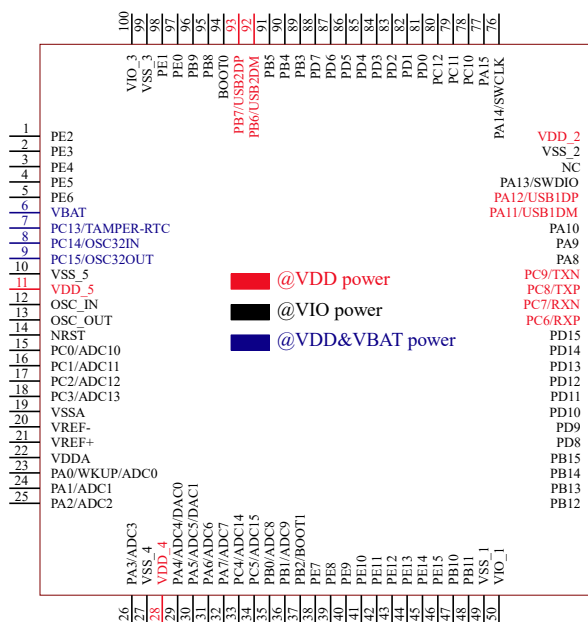 100
99
98
97
96
95
94
93
92
91
90
89
88
87
86
85
84
83
82
81
80
79
78
77
76
VIO_3
VSS_3
PE1
PE0
PB9
PB8
BOOT0
PB7/USB2DP
PB6/USB2DM
PB5
PB4
PB3
PD7
PD6
PD5
PD4
PD3
PD2
PD1
PD0
PC12
PC11
PC10
PA15
PA14/SWCLK
1 PE2
2 PE3
3 PE4
4 PE5
5 PE6
6 VBAT
7 PC13/TAMPER-RTC
8 PC14/OSC32IN
9 PC15/OSC32OUT
10 VSS_5
11 VDD_5
12 OSC_IN
13 OSC_OUT
14 NRST
15 PC0/ADC10
16 PC1/ADC11
17 PC2/ADC12
18 PC3/ADC13
19 VSSA
20 VREF-
21 VREF+
22 VDDA
23 PA0/WKUP/ADC0
24 PA1/ADC1
25 PA2/ADC2
@VDD power
@VIO power
@VDD&VBAT power
VDD_2
VSS_2
NC
PA13/SWDIO
PA12/USB1DP
PA11/USB1DM
PA10
PA9
PA8
PC9/TXN
PC8/TXP
PC7/RXN
PC6/RXP
PD15
PD14
PD13
PD12
PD11
PD10
PD9
PD8
PB15
PB14
PB13
PB12
PA3/ADC3
VSS_4
VDD_4
PA4/ADC4/DAC0
PA5/ADC5/DAC1
PA6/ADC6
PA7/ADC7
PC4/ADC14
PC5/ADC15
PB0/ADC8
PB1/ADC9
PB2/BOOT1
PE7
PE8
PE9
PE10
PE11
PE12
PE13
PE14
PE15
PB10
PB11
VSS_1
VIO_1
26
27
28
29
30
31
32
33
34
35
36
37
38
39
40
41
42
43
44
45
46
47
48
49
50